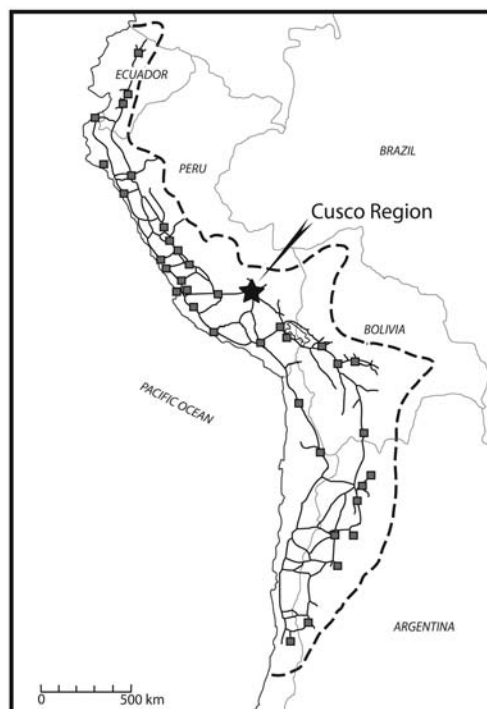 ECUADOR
PERU
BRAZIL
Cusco Region
BOLIVIA
PACIFIC OCEAN
ARGENTINA
0 500 km